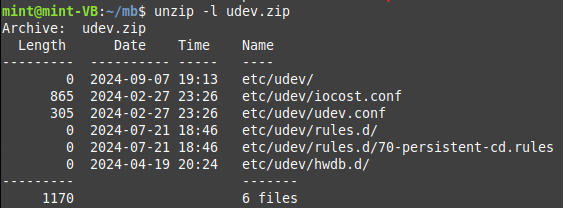 mint@mint-VB:~/mb$ unzip -l udev.zip
Archive:  udev.zip
  Length      Date    Time    Name
---------  ---------- -----   ----
        0  2024-09-07 19:13   etc/udev/
      865  2024-02-27 23:26   etc/udev/iocost.conf
      305  2024-02-27 23:26   etc/udev/udev.conf
        0  2024-07-21 18:46   etc/udev/rules.d/
        0  2024-07-21 18:46   etc/udev/rules.d/70-persistent-cd.rules
        0  2024-04-19 20:24   etc/udev/hwdb.d/
---------                     -------
     1170                     6 files